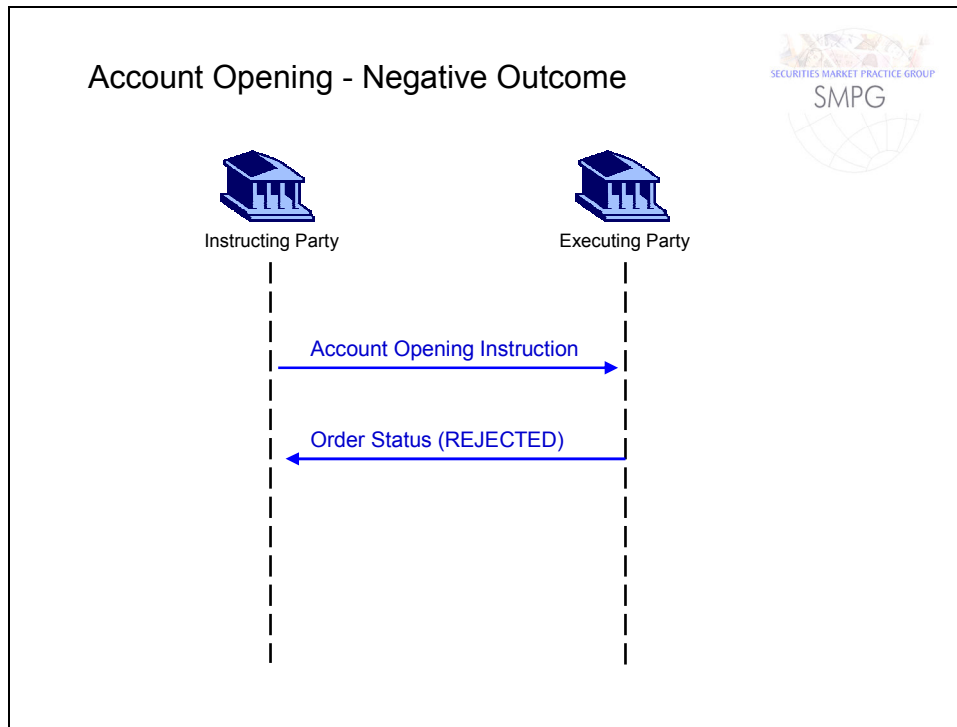 Account Opening - Negative Outcome
SECURITIES MARKET PRACTICE GROUP
SMPG
Instructing Party
Executing Party
Account Opening Instruction
Order Status (REJECTED)